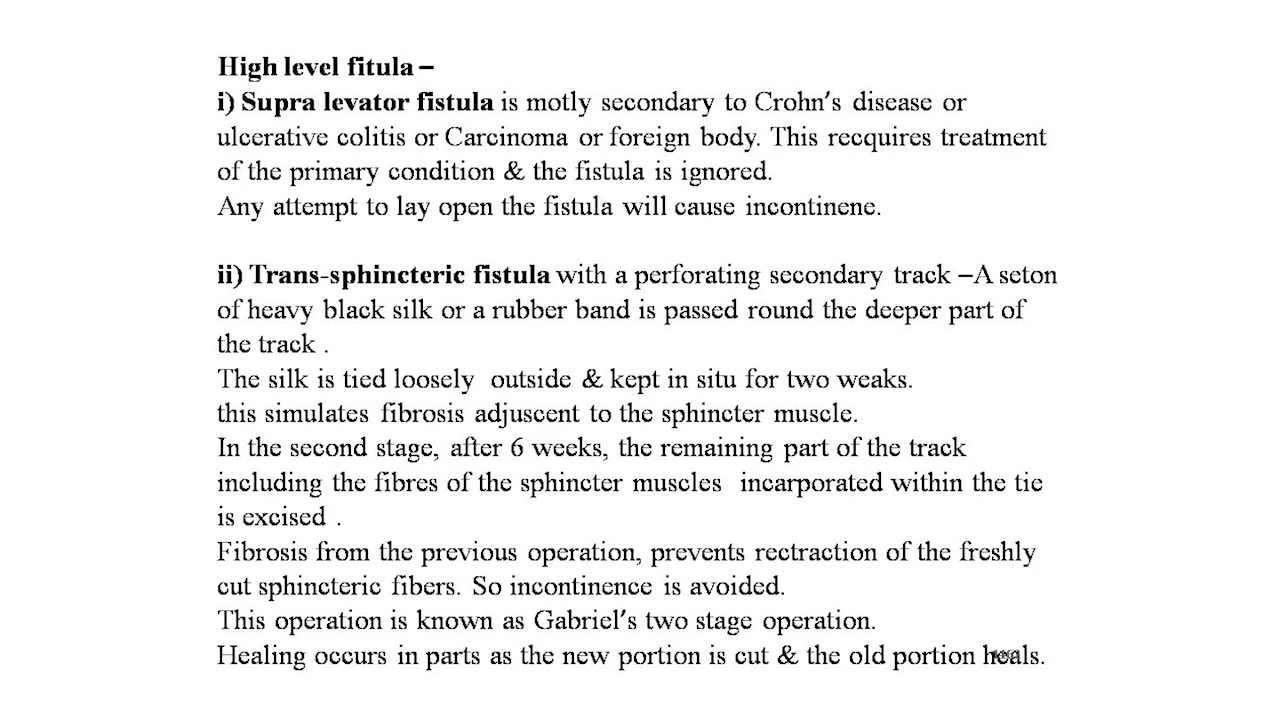 High level fitula –
i) Supra levator fistula is motly secondary to Crohn's disease or
ulcerative colitis or Carcinoma or foreign body. This recquires treatment
of the primary condition & the fistula is ignored.
Any attempt to lay open the fistula will cause incontinene.
ii) Trans-sphincteric fistula with a perforating secondary track –A seton
of heavy black silk or a rubber band is passed round the deeper part of
the track .
The silk is tied loosely outside & kept in situ for two weaks.
this simulates fibrosis adjuscent to the sphincter muscle.
In the second stage, after 6 weeks, the remaining part of the track
including the fibres of the sphincter muscles incarporated within the tie
is excised .
Fibrosis from the previous operation, prevents rectraction of the freshly
cut sphincteric fibers. So incontinence is avoided.
This operation is known as Gabriel's two stage operation.
Healing occurs in parts as the new portion is cut & the old portion heals.